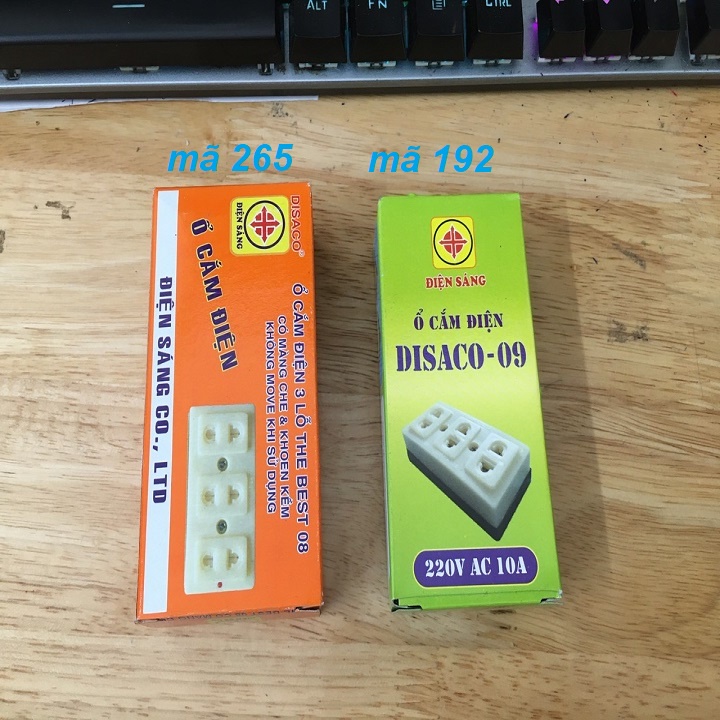 ALT
FN
CTRL
mã 265
mã 192
DISACO®
ĐIỆN SÁNG
Ổ CẮM ĐIỆN
ĐIỆN SÁNG CO., LTD
Ổ CẮM ĐIỆN 3 LỖ THE BEST 08
CÓ MÀNG CHE & KHOEN KẼM
KHÔNG MOVE KHI SỬ DỤNG
ĐIỆN SÁNG
Ổ CẮM ĐIỆN
DISACO-09
220V AC 10A